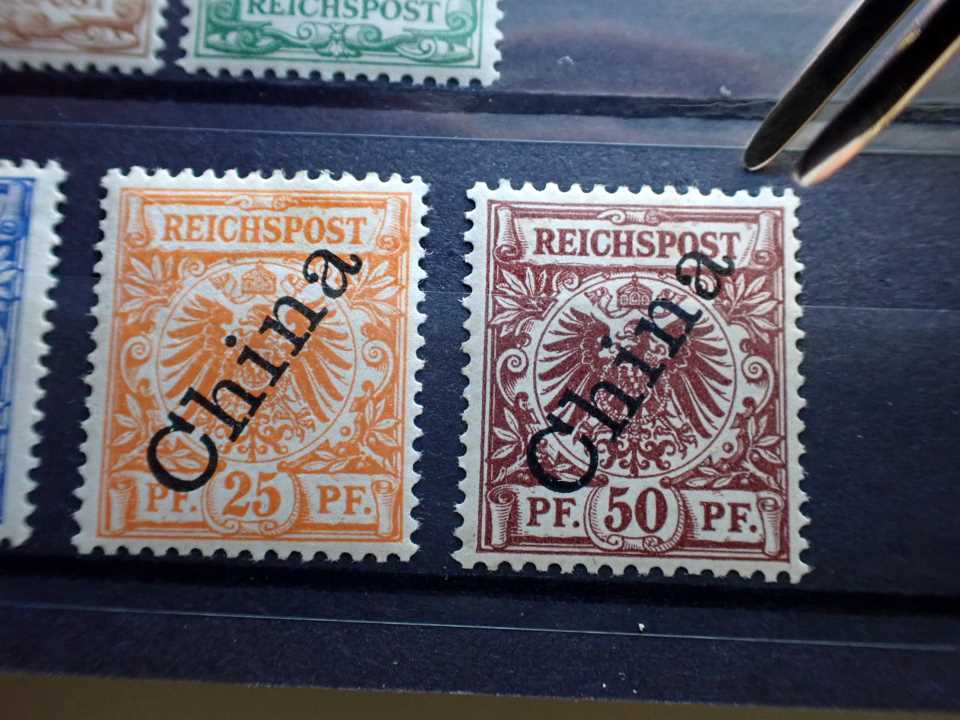 REICHSPOST
REICHSPOST
China
PF. 25 PF.
REICHSPOST
China
PF. 50 PF.